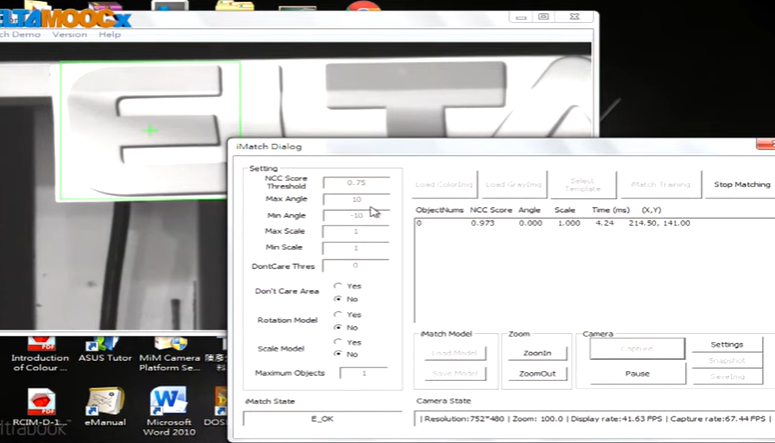 ELTAMOOCx
ch Demo Version Help
ELTA
iMatch Dialog
Setting
NCC Score Threshold 0.75
Max Angle 10
Min Angle -10
Max Scale 1
Min Scale 1
DontCare Thres 0
Don't Care Area Yes
No
Rotation Model Yes
No
Scale Model Yes
No
Maximum Objects 1
iMatch State
E_OK
Load ColorImg Load GrayImg Select Template iMatch Training Stop Matching
ObjectNums NCC Score Angle Scale Time (ms) (X,Y)
0 0.973 0.000 1.000 4.24 214.50, 141.00
iMatch Model
Load Model
Save Model
Zoom
ZoomIn
ZoomOut
Camera
Capture
Pause
Settings
Snapshot
SaveImg
Camera State
| Resolution:752*480 | Zoom: 100.0 | Display rate:41.63 FPS | Capture rate:67.44 FPS |
Introduction of Colour ...
ASUS Tutor
MiM Camera Platform Se...
RCIM-D-1...
eManual
Microsoft Word 2010
DOS
ltrabook